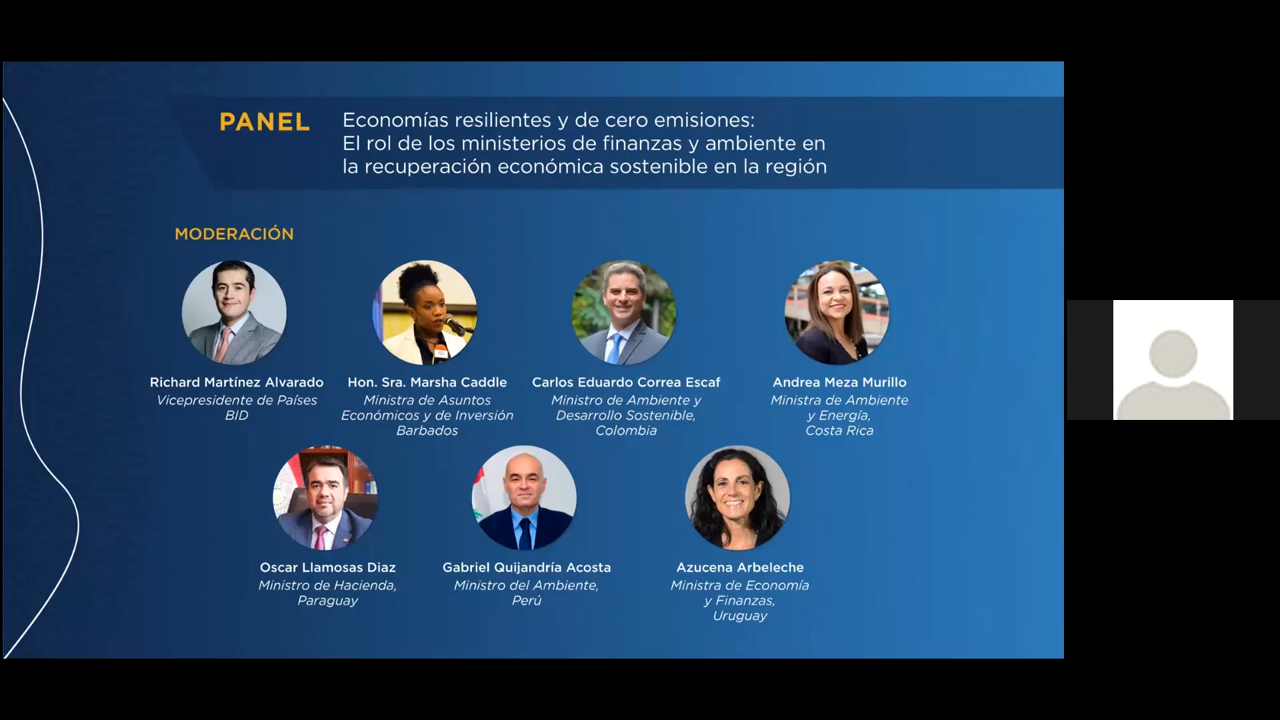 PANEL
Economías resilientes y de cero emisiones:
El rol de los ministerios de finanzas y ambiente en
la recuperación económica sostenible en la región
MODERACIÓN
Richard Martínez Alvarado
Vicepresidente de Países
BID
Hon. Sra. Marsha Caddle
Ministra de Asuntos
Económicos y de Inversión
Barbados
Carlos Eduardo Correa Escaf
Ministro de Ambiente y
Desarrollo Sostenible,
Colombia
Andrea Meza Murillo
Ministra de Ambiente
y Energía,
Costa Rica
Oscar Llamosas Diaz
Ministro de Hacienda,
Paraguay
Gabriel Quijandría Acosta
Ministro del Ambiente,
Perú
Azucena Arbeleche
Ministra de Economía
y Finanzas,
Uruguay